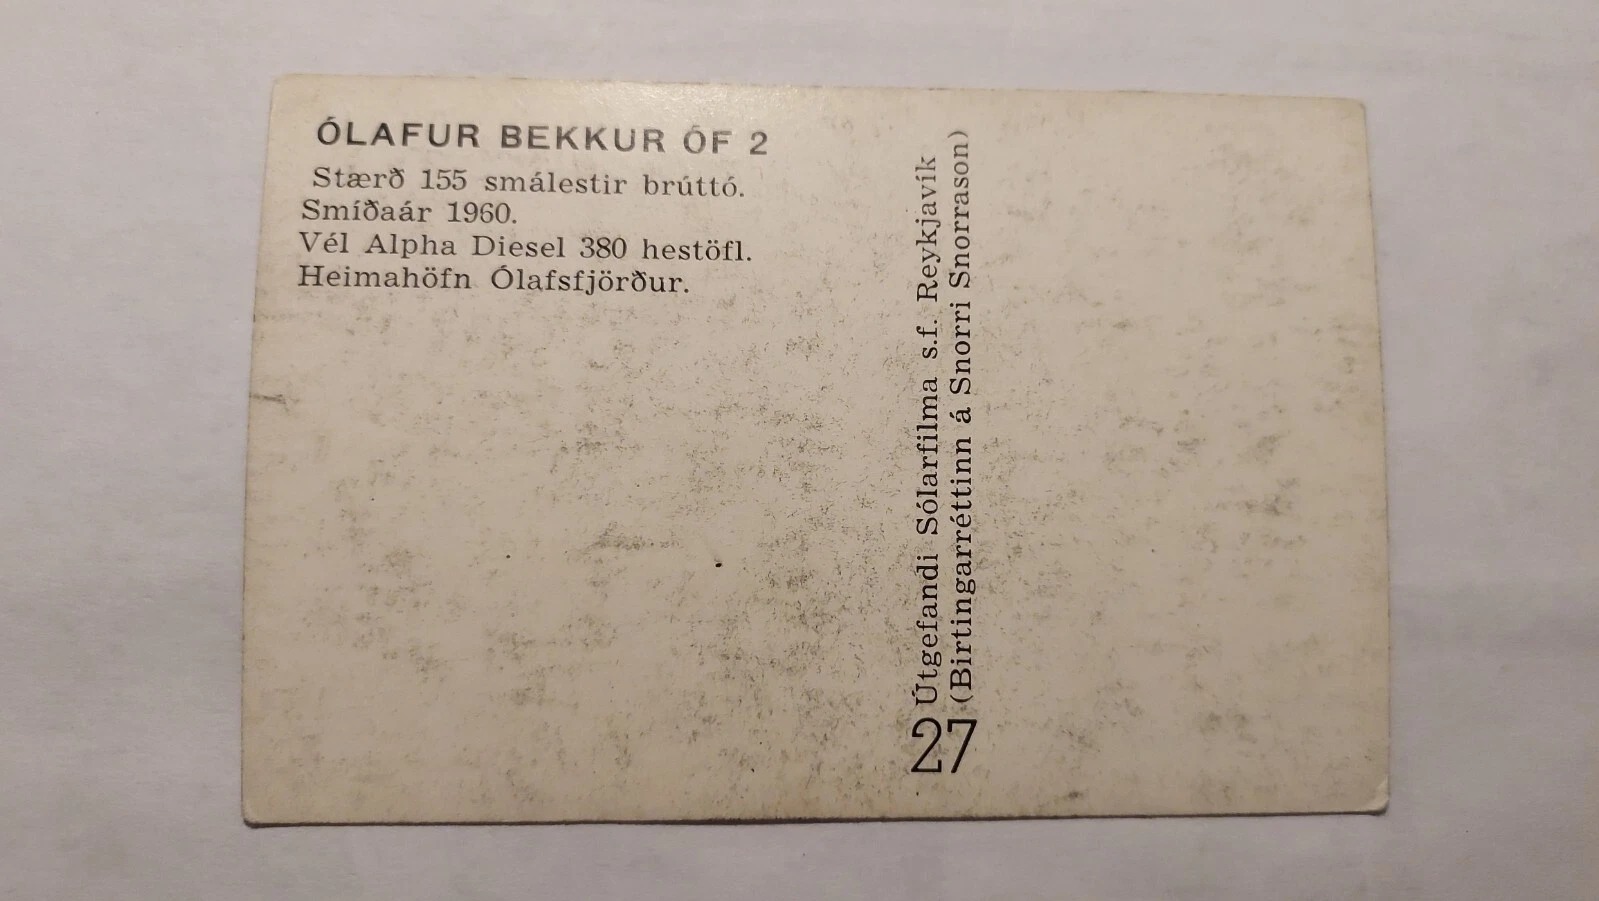 ÓLAFUR BEKKUR ÓF 2
Stærð 155 smálestir brúttó.
Smíðaár 1960.
Vél Alpha Diesel 380 hestöfl.
Heimahöfn Ólafsfjörður.
27
Útgefandi Sólarfilma s.f. Reykjavík
(Birtingarréttinn á Snorri Snorrason)